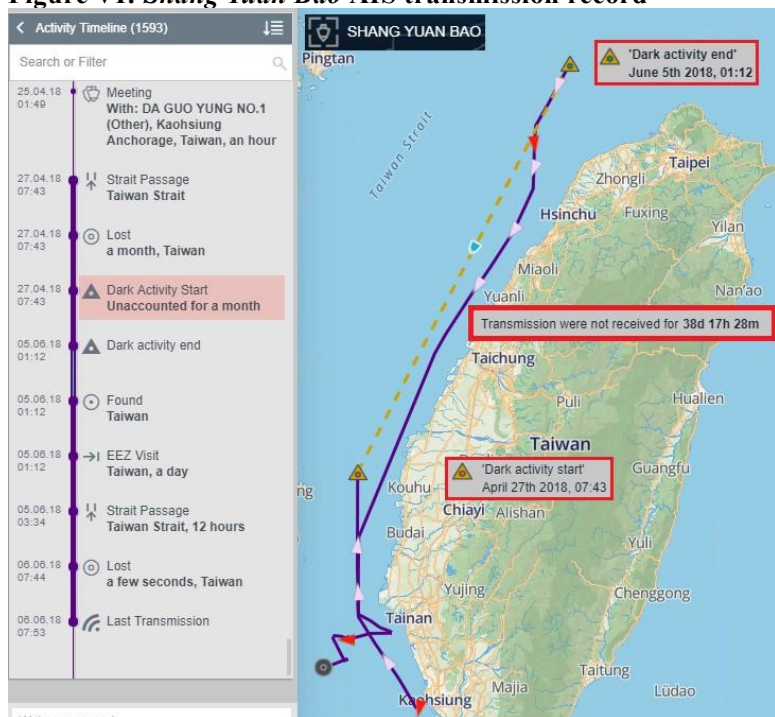 Figure VI. Shang Yuan Bao AIS transmission record
Activity Timeline (1593)
Search or Filter
25.04.18
01:49
Meeting
With: DA GUO YUNG NO.1
(Other), Kaohsiung
Anchorage, Taiwan, an hour
27.04.18
07:43
Strait Passage
Taiwan Strait
27.04.18
07:43
Lost
a month, Taiwan
27.04.18
07:43
Dark Activity Start
Unaccounted for a month
05.06.18
01:12
Dark activity end
05.06.18
01:12
Found
Taiwan
05.06.18
01:12
EEZ Visit
Taiwan, a day
05.06.18
03:34
Strait Passage
Taiwan Strait, 12 hours
06.06.18
07:44
Lost
a few seconds, Taiwan
06.06.18
07:53
Last Transmission
SHANG YUAN BAO
Pingtan
'Dark activity end'
June 5th 2018, 01:12
Taiwan Strait
Taipei
Zhongli
Hsinchu
Fuxing
Yilan
Miaoli
Yuanli
Nan'ao
Transmission were not received for 38d 17h 28m
Taichung
Puli
Hualien
Taiwan
'Dark activity start'
April 27th 2018, 07:43
Guangfu
ng
Kouhu
Chiayi
Alishan
Budai
Yuli
Yujing
Chenggong
Tainan
Taitung
Majia
Lüdao
Kaohsiung